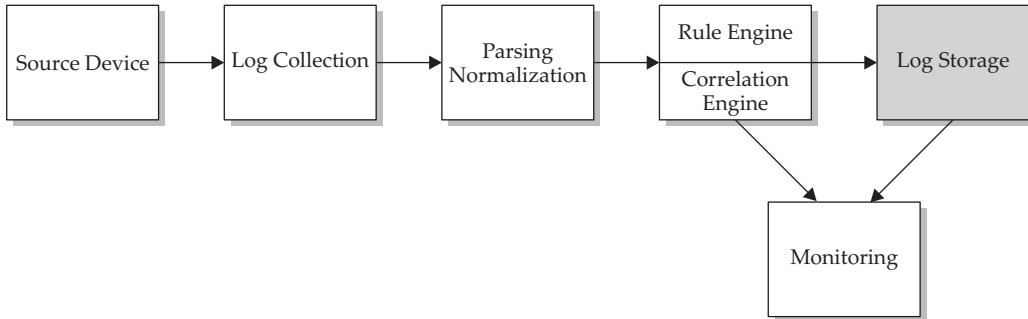 Source Device
Log Collection
Parsing
Normalization
Rule Engine
Correlation
Engine
Log Storage
Monitoring